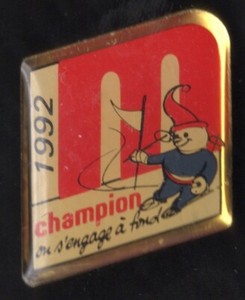 1992
champion
on s'engage à fond